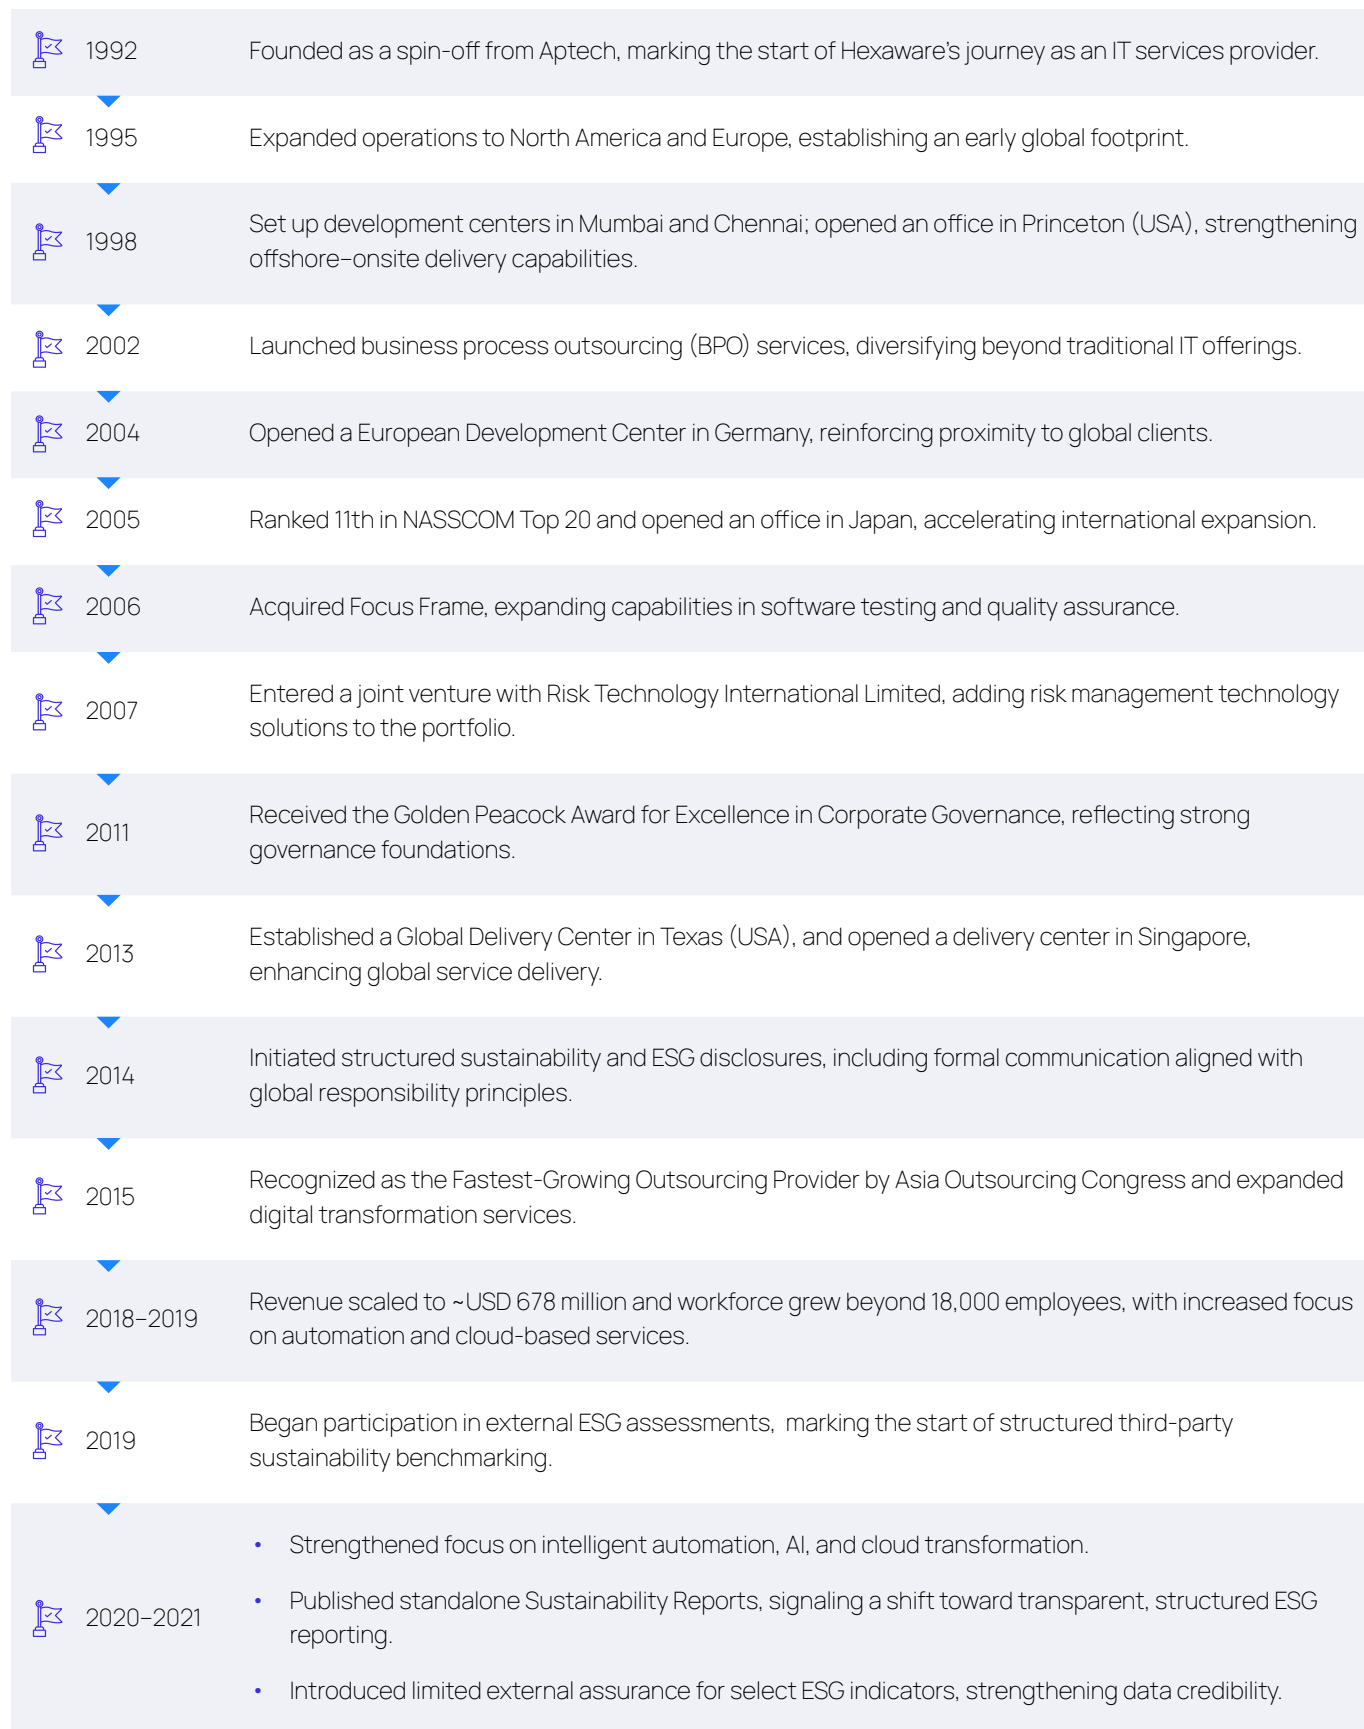 1992 Founded as a spin-off from Aptech, marking the start of Hexaware's journey as an IT services provider.
1995 Expanded operations to North America and Europe, establishing an early global footprint.
1998 Set up development centers in Mumbai and Chennai; opened an office in Princeton (USA), strengthening
offshore–onsite delivery capabilities.
2002 Launched business process outsourcing (BPO) services, diversifying beyond traditional IT offerings.
2004 Opened a European Development Center in Germany, reinforcing proximity to global clients.
2005 Ranked 11th in NASSCOM Top 20 and opened an office in Japan, accelerating international expansion.
2006 Acquired Focus Frame, expanding capabilities in software testing and quality assurance.
2007 Entered a joint venture with Risk Technology International Limited, adding risk management technology
solutions to the portfolio.
2011 Received the Golden Peacock Award for Excellence in Corporate Governance, reflecting strong
governance foundations.
2013 Established a Global Delivery Center in Texas (USA), and opened a delivery center in Singapore,
enhancing global service delivery.
2014 Initiated structured sustainability and ESG disclosures, including formal communication aligned with
global responsibility principles.
2015 Recognized as the Fastest-Growing Outsourcing Provider by Asia Outsourcing Congress and expanded
digital transformation services.
2018–2019 Revenue scaled to ~USD 678 million and workforce grew beyond 18,000 employees, with increased focus
on automation and cloud-based services.
2019 Began participation in external ESG assessments, marking the start of structured third-party
sustainability benchmarking.
2020–2021
• Strengthened focus on intelligent automation, AI, and cloud transformation.
• Published standalone Sustainability Reports, signaling a shift toward transparent, structured ESG
reporting.
• Introduced limited external assurance for select ESG indicators, strengthening data credibility.